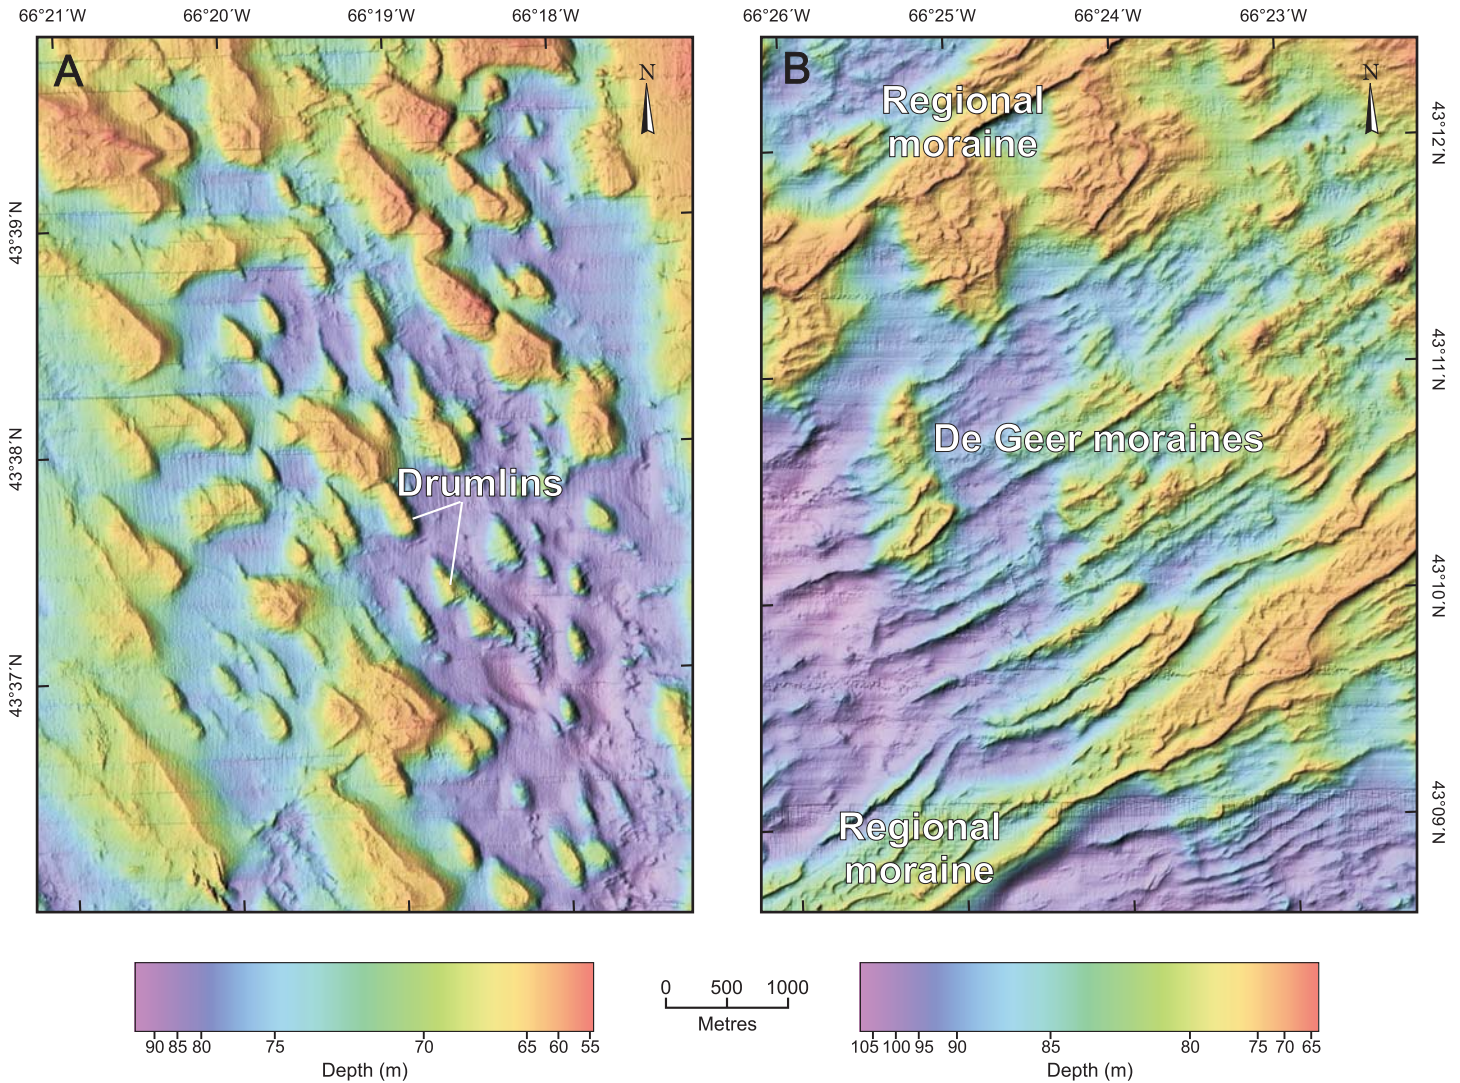 66°21´W 66°20´W 66°19´W 66°18´W
66°26´W 66°25´W 66°24´W 66°23´W
A
N
43°39´N
43°38´N
43°37´N
Drumlins
B
N
Regional
moraine
De Geer moraines
Regional
moraine
43°12´N
43°11´N
43°10´N
43°09´N
90 85 80 75 70 65 60 55
Depth (m)
0 500 1000
Metres
105 100 95 90 85 80 75 70 65
Depth (m)